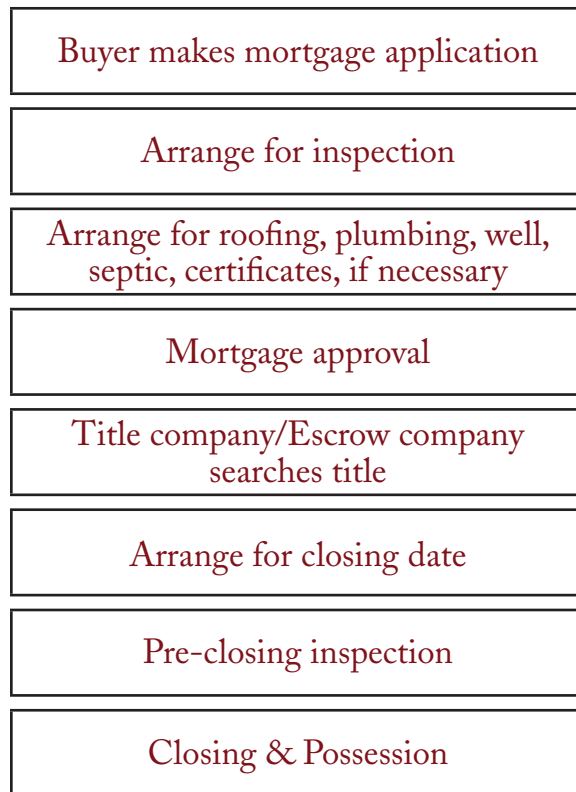 Buyer makes mortgage application
Arrange for inspection
Arrange for roofing, plumbing, well,
septic, certificates, if necessary
Mortgage approval
Title company/Escrow company
searches title
Arrange for closing date
Pre-closing inspection
Closing & Possession